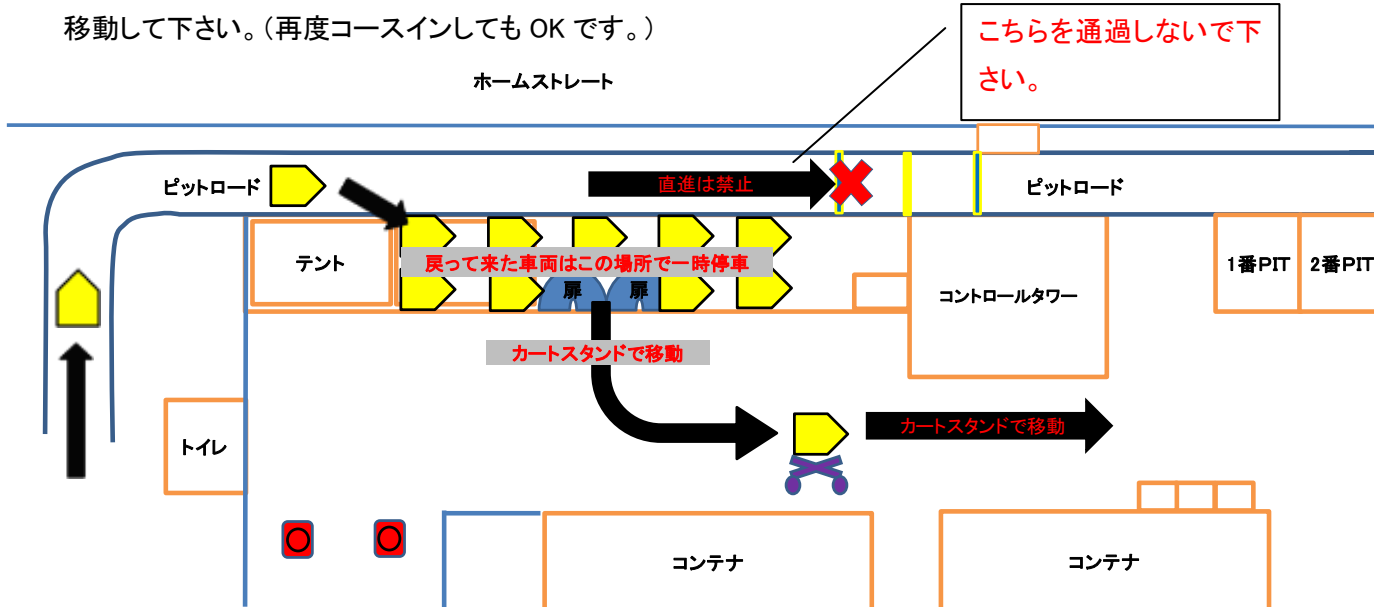 移動して下さい。(再度コースインしても OK です。)
こちらを通過しないで下
さい。
ホームストレート
ピットロード
直進は禁止
ピットロード
テント
戻って来た車両はこの場所で一時停車
扉
扉
コントロールタワー
1番PIT
2番PIT
カートスタンドで移動
カートスタンドで移動
トイレ
コンテナ
コンテナ